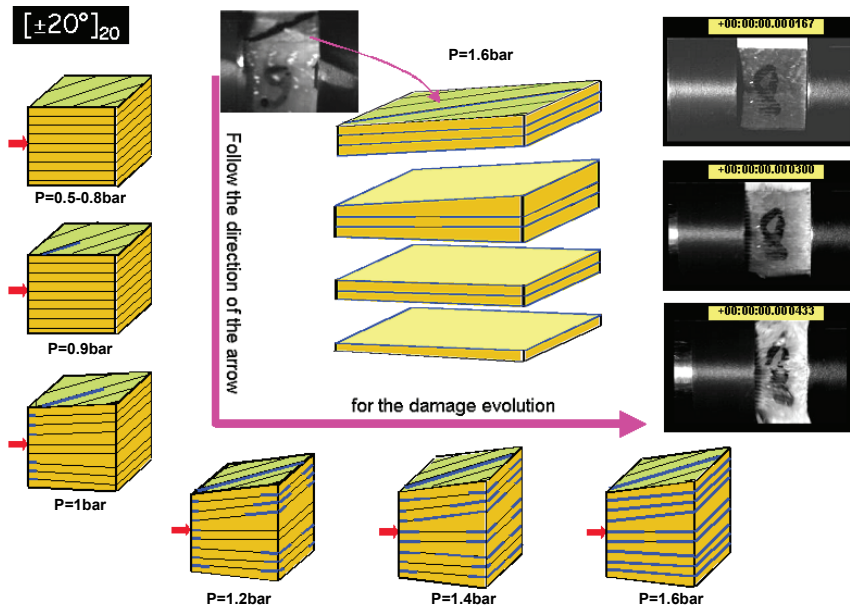 [±20°]20
P=1.6bar
+00:00:00.000167
P=0.5-0.8bar
+00:00:00.000300
P=0.9bar
Follow the direction of the arrow
+00:00:00.000433
for the damage evolution
P=1bar
P=1.2bar
P=1.4bar
P=1.6bar